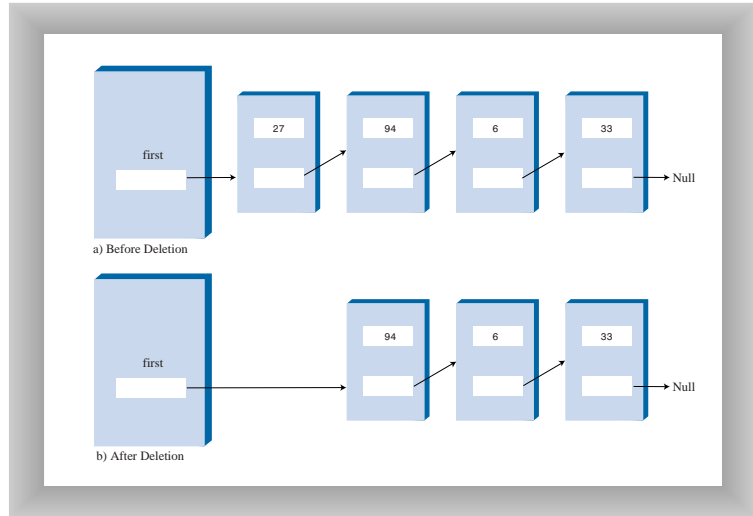 27 94 6 33
first
Null
a) Before Deletion
94 6 33
first
Null
b) After Deletion